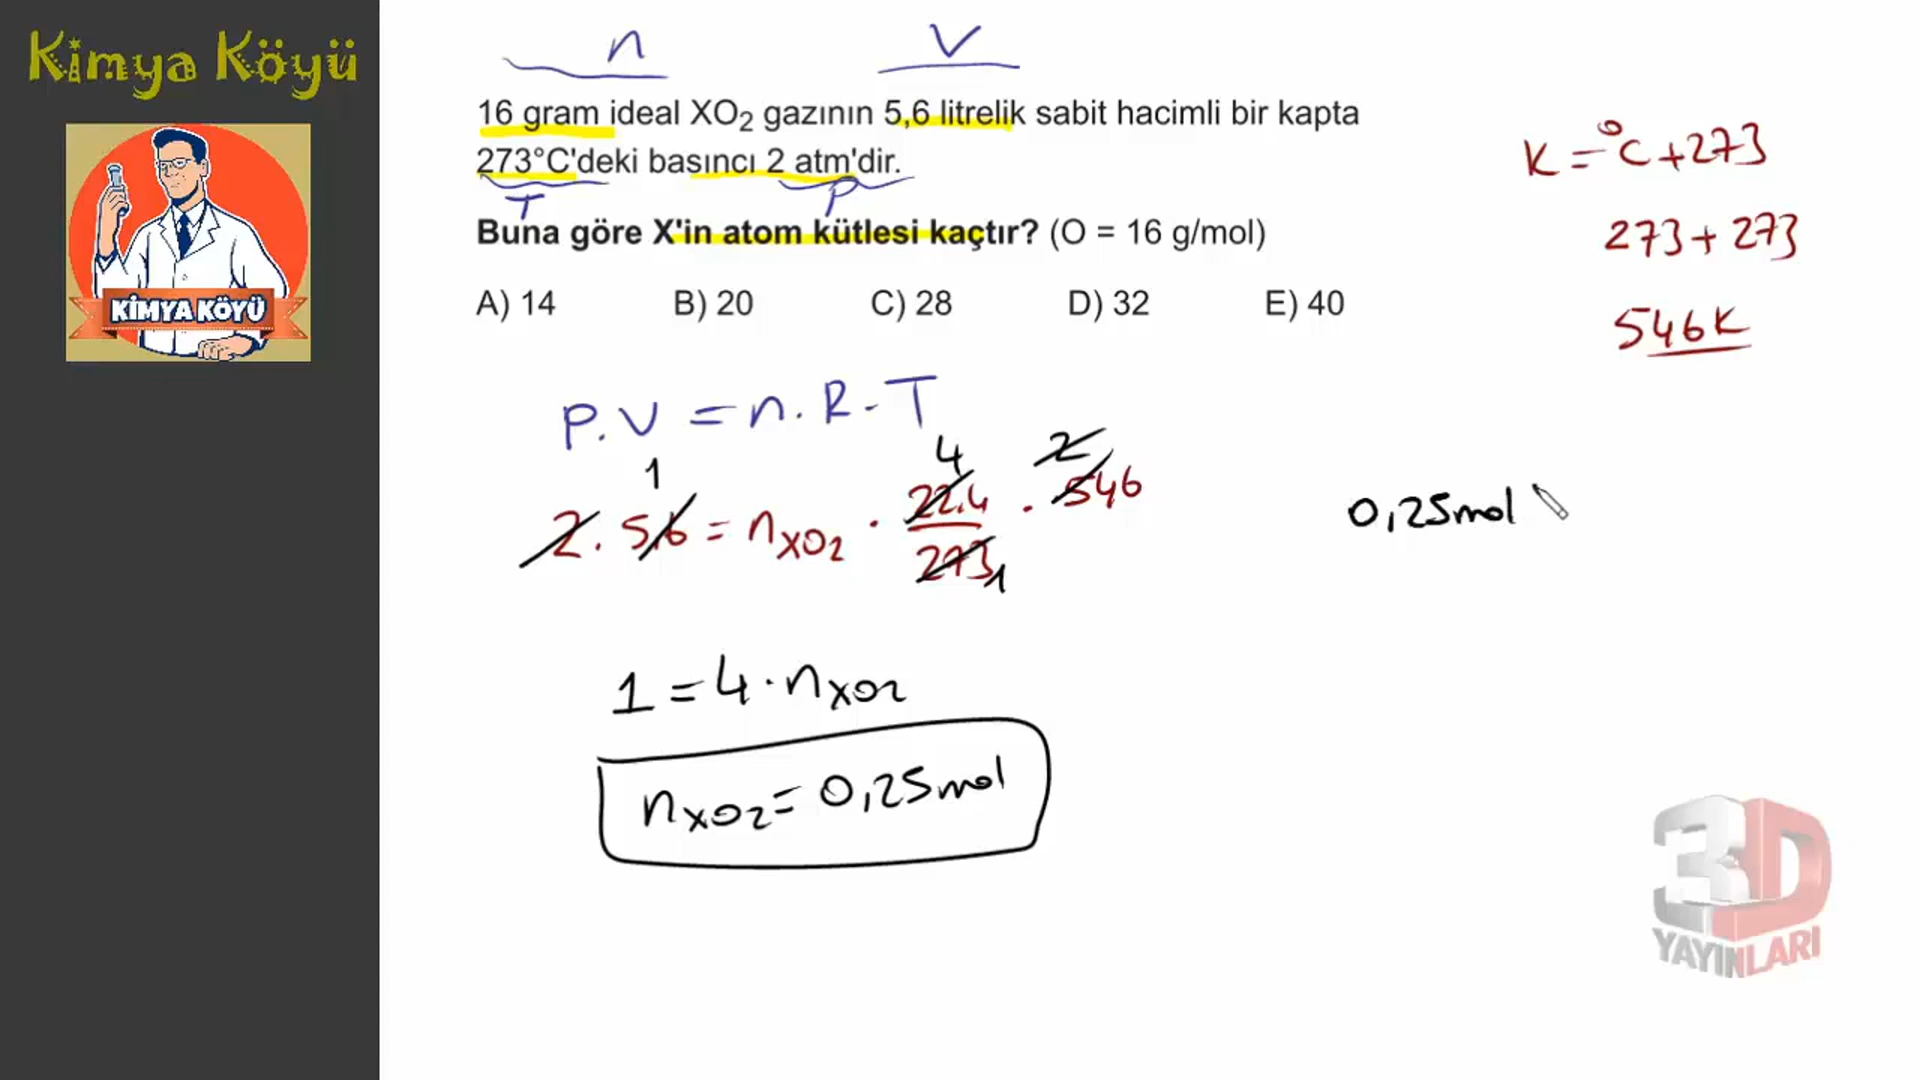 Kimya Köyü
KİMYA KÖYÜ
n V
16 gram ideal XO₂ gazının 5,6 litrelik sabit hacimli bir kapta
273°C'deki basıncı 2 atm'dir.
T P
Buna göre X'in atom kütlesi kaçtır? (O = 16 g/mol)
A) 14 B) 20 C) 28 D) 32 E) 40
K = °C + 273
273 + 273
546K
P.V = n.R.T
1 4 2
2 . 5,6 = nXO₂ . 22.4 / 273 . 546
1
0,25mol
1 = 4 . nXO₂
nXO₂ = 0,25mol
3D
YAYINLARI